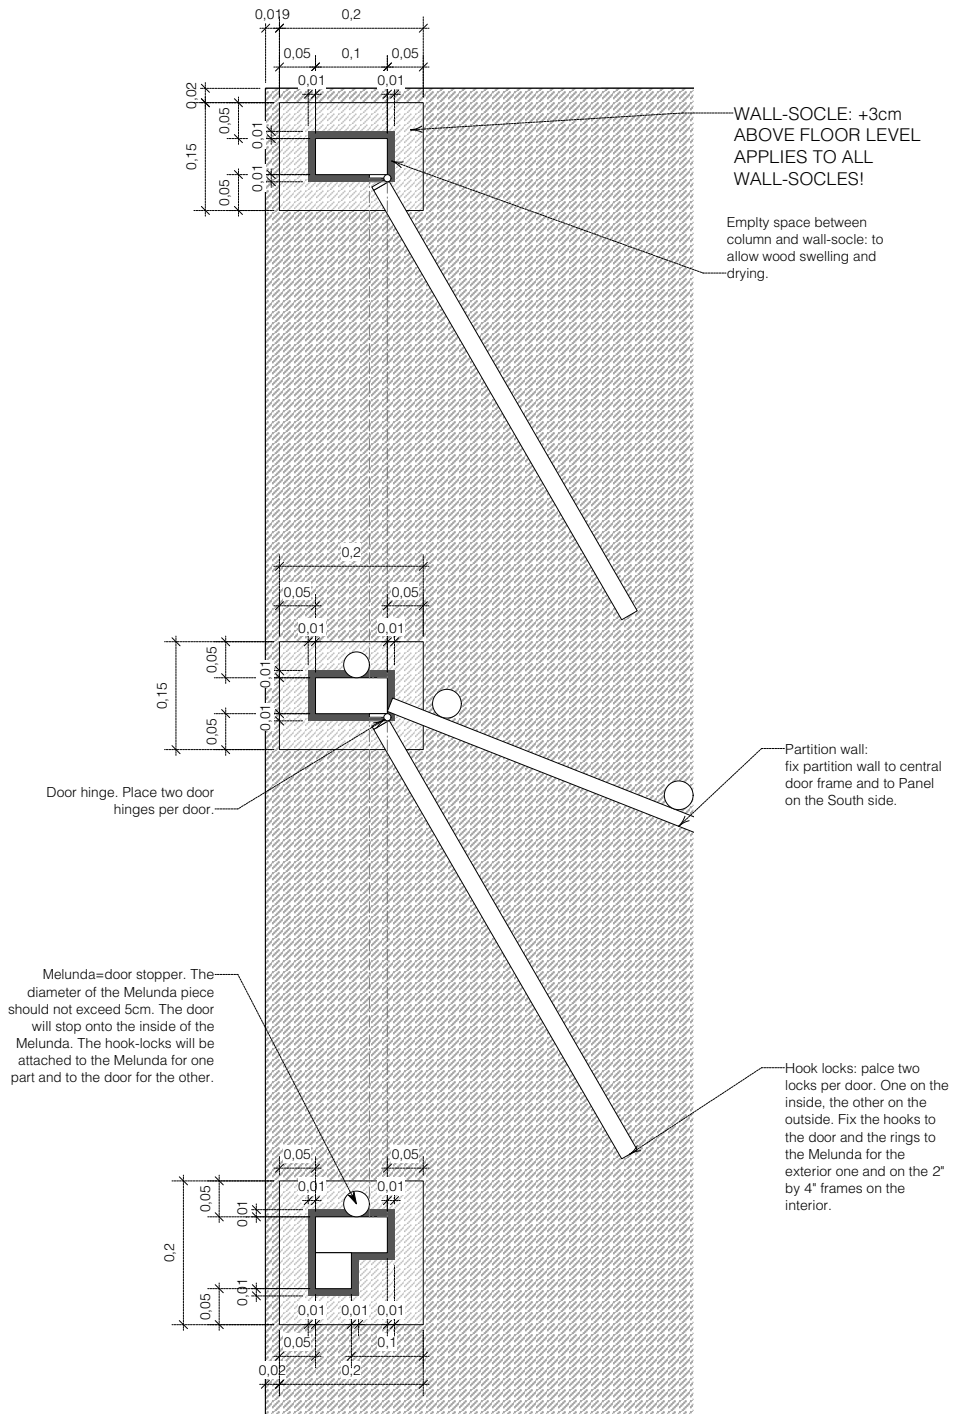 0,019
0,2
0,05
0,1
0,05
0,01
0,01
0,02
0,05
0,01
0,15
0,01
0,05
WALL-SOCLE: +3cm
ABOVE FLOOR LEVEL
APPLIES TO ALL
WALL-SOCLES!
Emplty space between
column and wall-socle: to
allow wood swelling and
drying.
0,2
0,05
0,05
0,01
0,01
0,05
0,01
0,15
0,01
0,05
Door hinge. Place two door
hinges per door.
Partition wall:
fix partition wall to central
door frame and to Panel
on the South side.
Melunda=door stopper. The
diameter of the Melunda piece
should not exceed 5cm. The door
will stop onto the inside of the
Melunda. The hook-locks will be
attached to the Melunda for one
part and to the door for the other.
Hook locks: palce two
locks per door. One on the
inside, the other on the
outside. Fix the hooks to
the door and the rings to
the Melunda for the
exterior one and on the 2"
by 4" frames on the
interior.
0,05
0,05
0,01
0,01
0,05
0,01
0,2
0,01
0,05
0,01
0,01
0,01
0,05
0,1
0,02
0,2